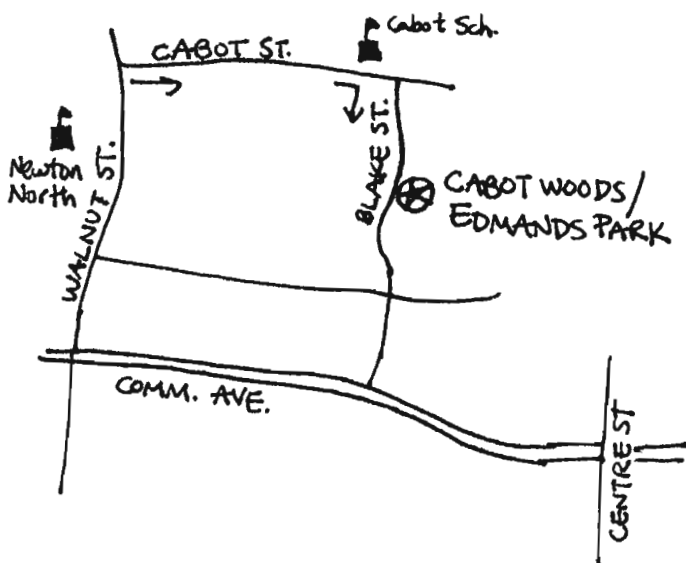 Cabot Sch.
CABOT ST.
Newton
North
WALNUT ST.
BLAKE ST.
CABOT WOODS/
EDMANDS PARK
COMM. AVE.
CENTRE ST